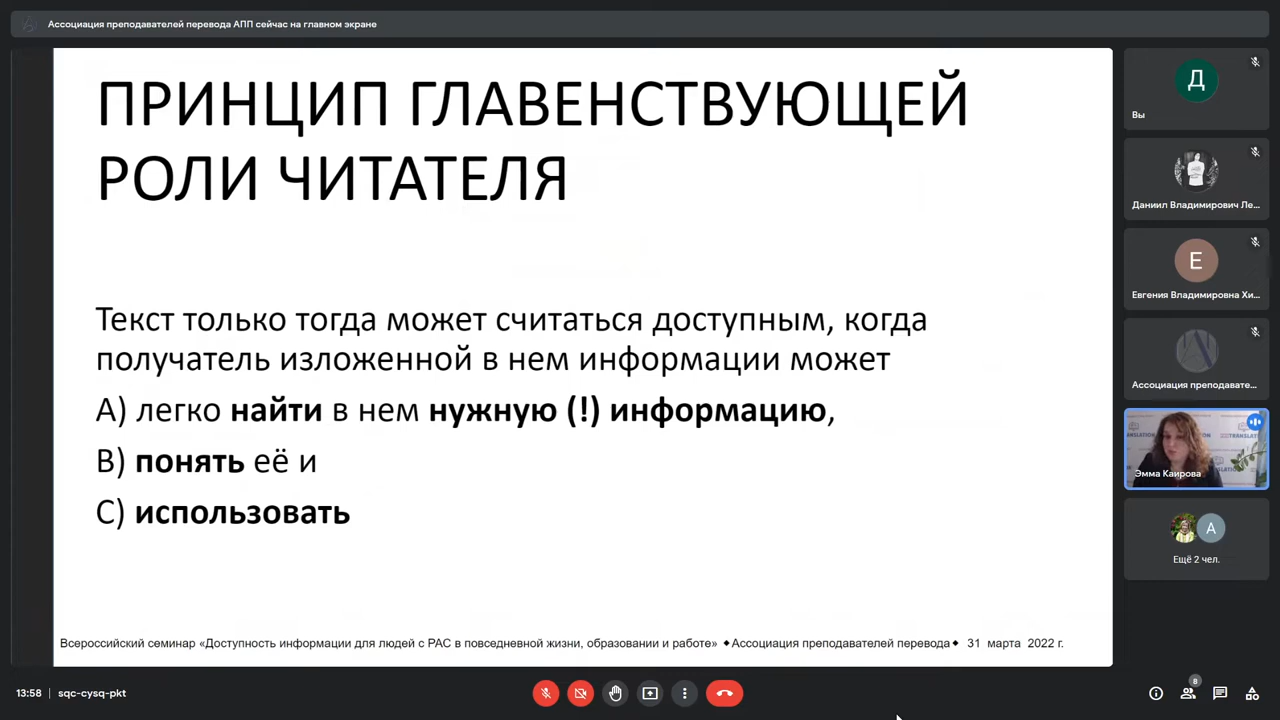 Ассоциация преподавателей перевода АПП сейчас на главном экране
ПРИНЦИП ГЛАВЕНСТВУЮЩЕЙ
РОЛИ ЧИТАТЕЛЯ
Текст только тогда может считаться доступным, когда
получатель изложенной в нем информации может
А) легко найти в нем нужную (!) информацию,
В) понять её и
С) использовать
Всероссийский семинар «Доступность информации для людей с РАС в повседневной жизни, образовании и работе» ◆Ассоциация преподавателей перевода◆ 31 марта 2022 г.
Д
Вы
Даниил Владимирович Ле...
Е
Евгения Владимировна Хи...
Ассоциация преподавате...
TRANSLATION
Эмма Каирова
А
Ещё 2 чел.
13:58 | sqc-cysq-pkt
8